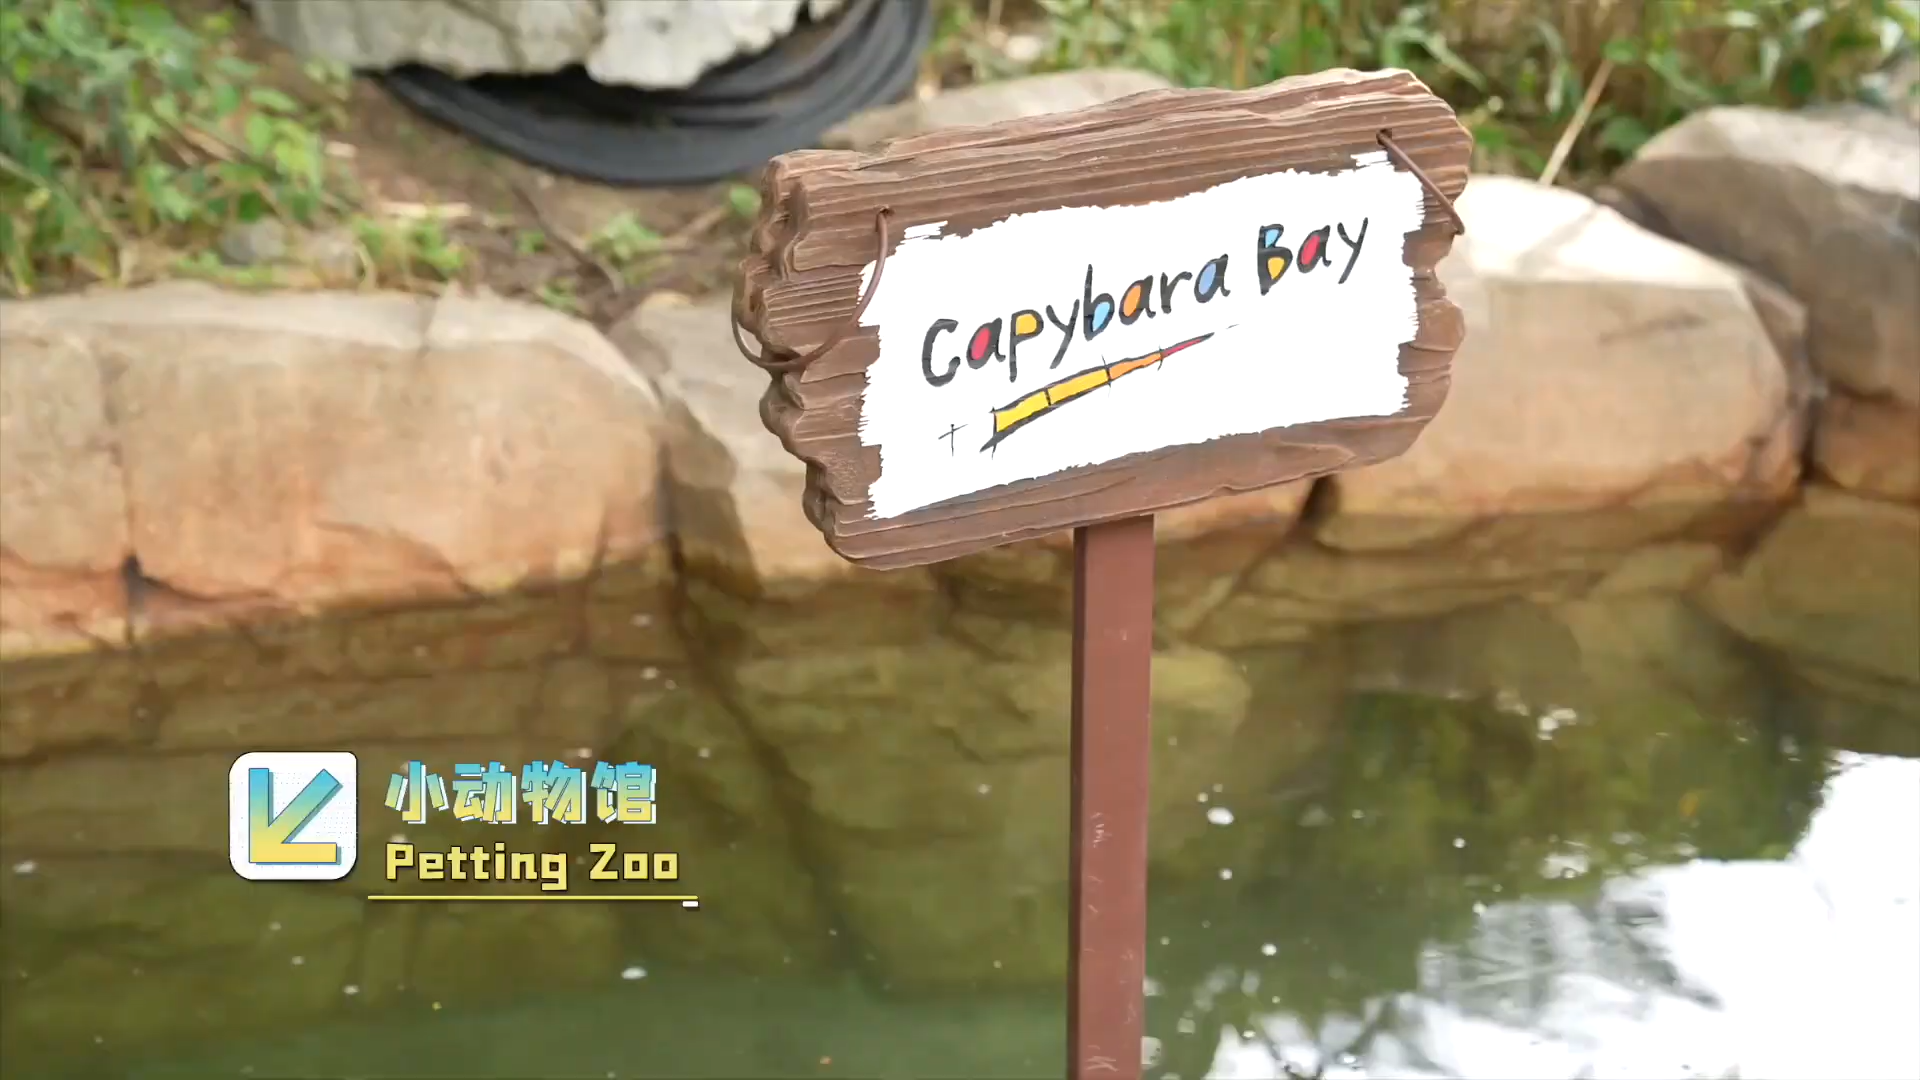 Capybara Bay
小动物馆
Petting Zoo